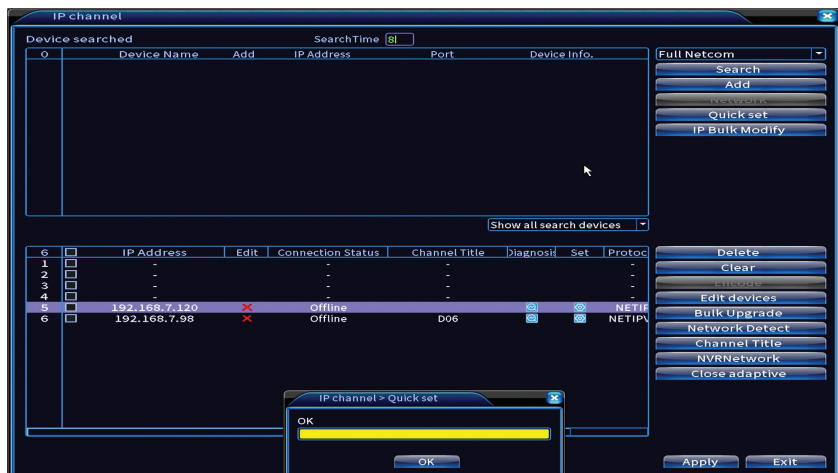 IP channel
Device searched SearchTime 8
0 Device Name Add IP Address Port Device Info.
Full Netcom
Search
Add
Network
Quick set
IP Bulk Modify
Show all search devices
6 IP Address Edit Connection Status Channel Title Diagnosis Set Protoc
1 - - - -
2 - - - -
3 - - - -
4 - - - -
5 192.168.7.120 Offline NETIP
6 192.168.7.98 Offline D06 NETIP
Delete
Clear
Encode
Edit devices
Bulk Upgrade
Network Detect
Channel Title
NVRNetwork
Close adaptive
IP channel > Quick set
OK
OK
Apply Exit